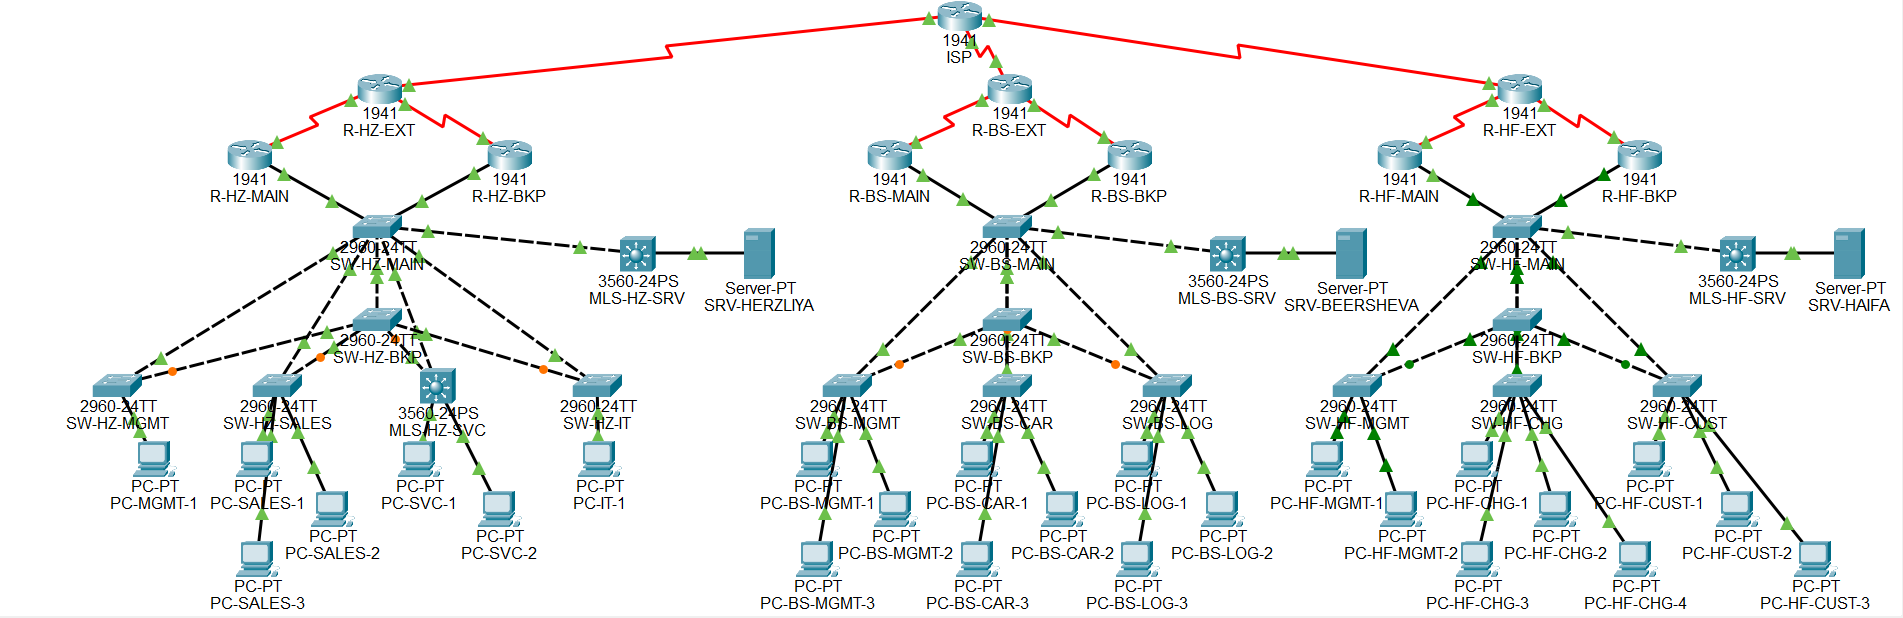 1941
ISP
1941
R-HZ-EXT
1941
R-BS-EXT
1941
R-HF-EXT
1941
R-HZ-MAIN
1941
R-HZ-BKP
1941
R-BS-MAIN
1941
R-BS-BKP
1941
R-HF-MAIN
1941
R-HF-BKP
2960-24TT
SW-HZ-MAIN
3560-24PS
MLS-HZ-SRV
Server-PT
SRV-HERZLIYA
2960-24TT
SW-BS-MAIN
3560-24PS
MLS-BS-SRV
Server-PT
SRV-BEERSHEVA
2960-24TT
SW-HF-MAIN
3560-24PS
MLS-HF-SRV
Server-PT
SRV-HAIFA
2960-24TT
SW-HZ-BKP
2960-24TT
SW-BS-BKP
2960-24TT
SW-HF-BKP
2960-24TT
SW-HZ-MGMT
2960-24TT
SW-HZ-SALES
3560-24PS
MLS-HZ-SVC
2960-24TT
SW-HZ-IT
2960-24TT
SW-BS-MGMT
2960-24TT
SW-BS-CAR
2960-24TT
SW-BS-LOG
2960-24TT
SW-HF-MGMT
2960-24TT
SW-HF-CHG
2960-24TT
SW-HF-CUST
PC-PT
PC-MGMT-1
PC-PT
PC-SALES-1
PC-PT
PC-SVC-1
PC-PT
PC-IT-1
PC-PT
PC-BS-MGMT-1
PC-PT
PC-BS-CAR-1
PC-PT
PC-BS-LOG-1
PC-PT
PC-HF-MGMT-1
PC-PT
PC-HF-CHG-1
PC-PT
PC-HF-CUST-1
PC-PT
PC-SALES-2
PC-PT
PC-SVC-2
PC-PT
PC-BS-MGMT-2
PC-PT
PC-BS-CAR-2
PC-PT
PC-BS-LOG-2
PC-PT
PC-HF-MGMT-2
PC-PT
PC-HF-CHG-2
PC-PT
PC-HF-CUST-2
PC-PT
PC-SALES-3
PC-PT
PC-BS-MGMT-3
PC-PT
PC-BS-CAR-3
PC-PT
PC-BS-LOG-3
PC-PT
PC-HF-CHG-3
PC-PT
PC-HF-CHG-4
PC-PT
PC-HF-CUST-3